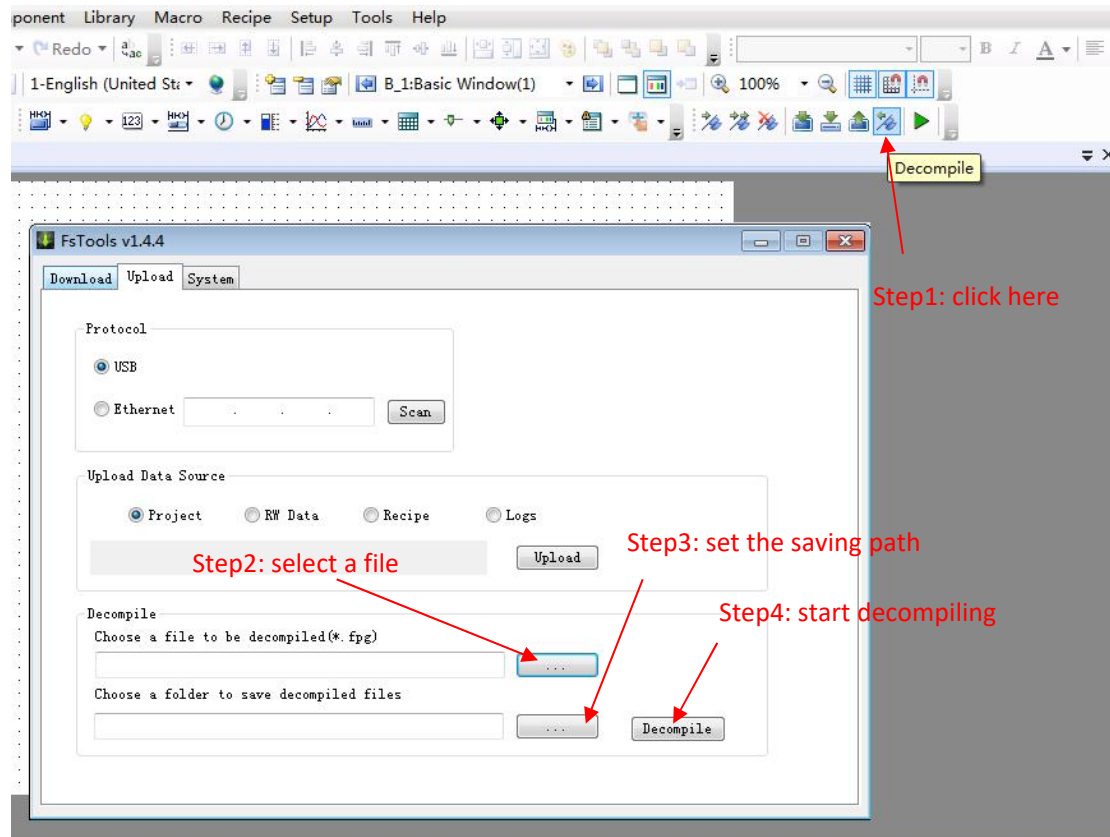 ponent Library Macro Recipe Setup Tools Help
Redo
1-English (United Sta B_1:Basic Window(1) 100%
123
B I A
Decompile
FsTools v1.4.4
Download Upload System
Step1: click here
Protocol
USB
Ethernet . . . Scan
Upload Data Source
Project RW Data Recipe Logs
Step3: set the saving path
Step2: select a file
Upload
Step4: start decompiling
Decompile
Choose a file to be decompiled(*.fpg)
...
Choose a folder to save decompiled files
... Decompile